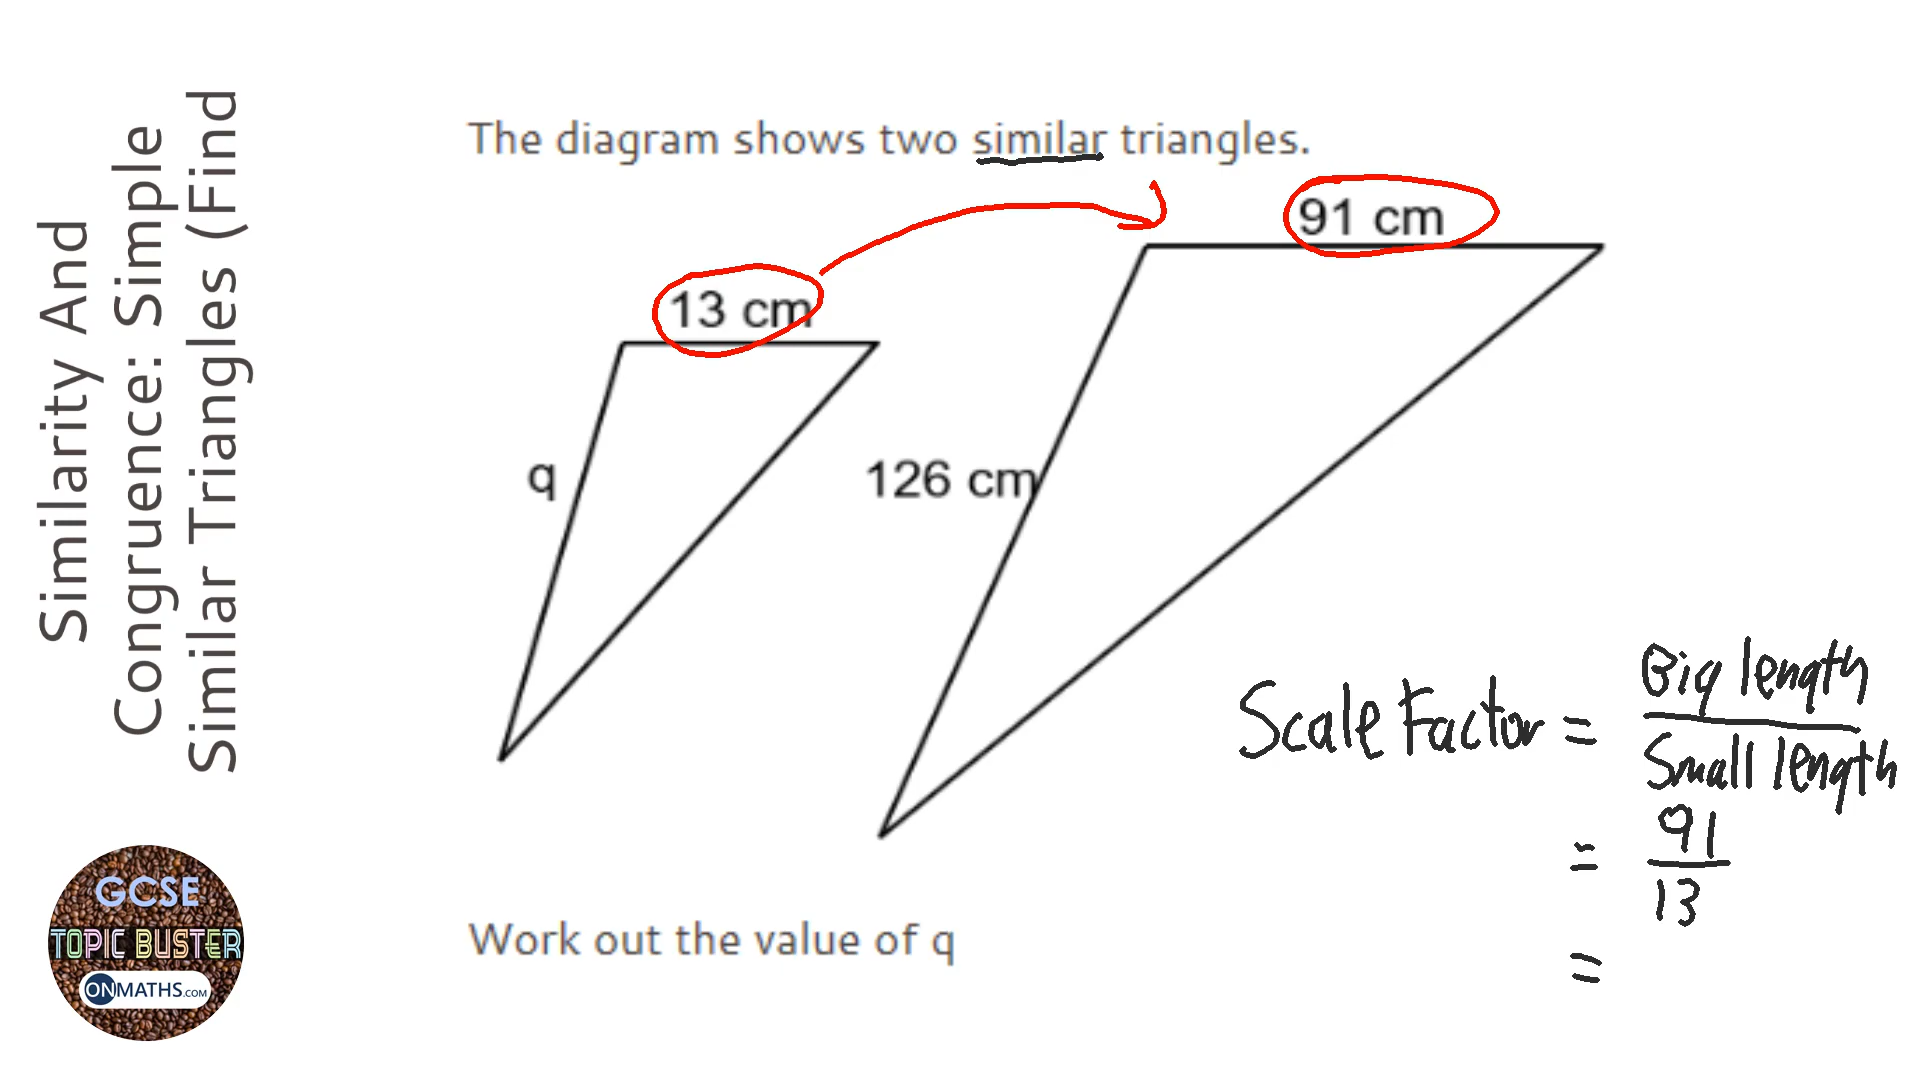 Similarity And
Congruence: Simple
Similar Triangles (Find
The diagram shows two similar triangles.
91 cm
13 cm
q
126 cm
Scale Factor = Big length
Small length
= 91
13
=
Work out the value of q
GCSE
TOPIC BUSTER
ONMATHS.COM